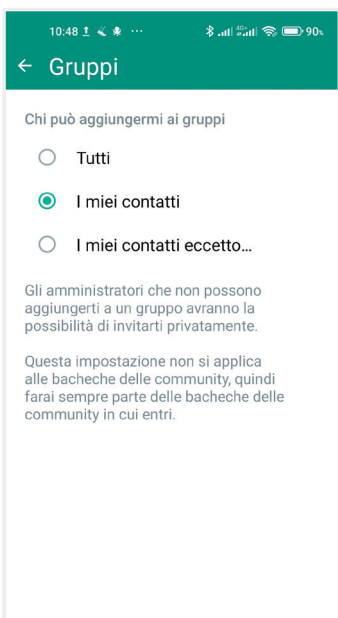 10:48 ... 4G+ 90%
← Gruppi
Chi può aggiungermi ai gruppi
Tutti
I miei contatti
I miei contatti eccetto...
Gli amministratori che non possono
aggiungerti a un gruppo avranno la
possibilità di invitarti privatamente.
Questa impostazione non si applica
alle bacheche delle community, quindi
farai sempre parte delle bacheche delle
community in cui entri.